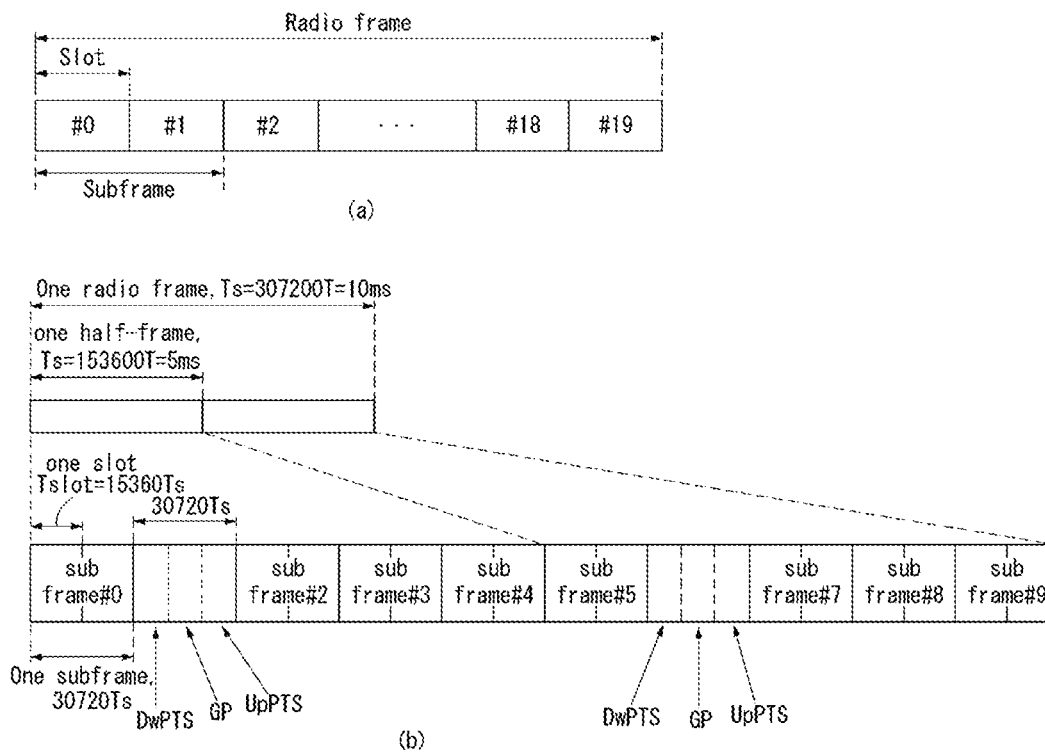 Radio frame
Slot
#0 #1 #2 ... #18 #19
Subframe
(a)
One radio frame, Ts=307200T=10ms
one half-frame,
Ts=153600T=5ms
one slot
Tslot=15360Ts
30720Ts
sub frame#0
sub frame#2
sub frame#3
sub frame#4
sub frame#5
sub frame#7
sub frame#8
sub frame#9
One subframe,
30720Ts
DwPTS
GP
UpPTS
DwPTS
GP
UpPTS
(b)